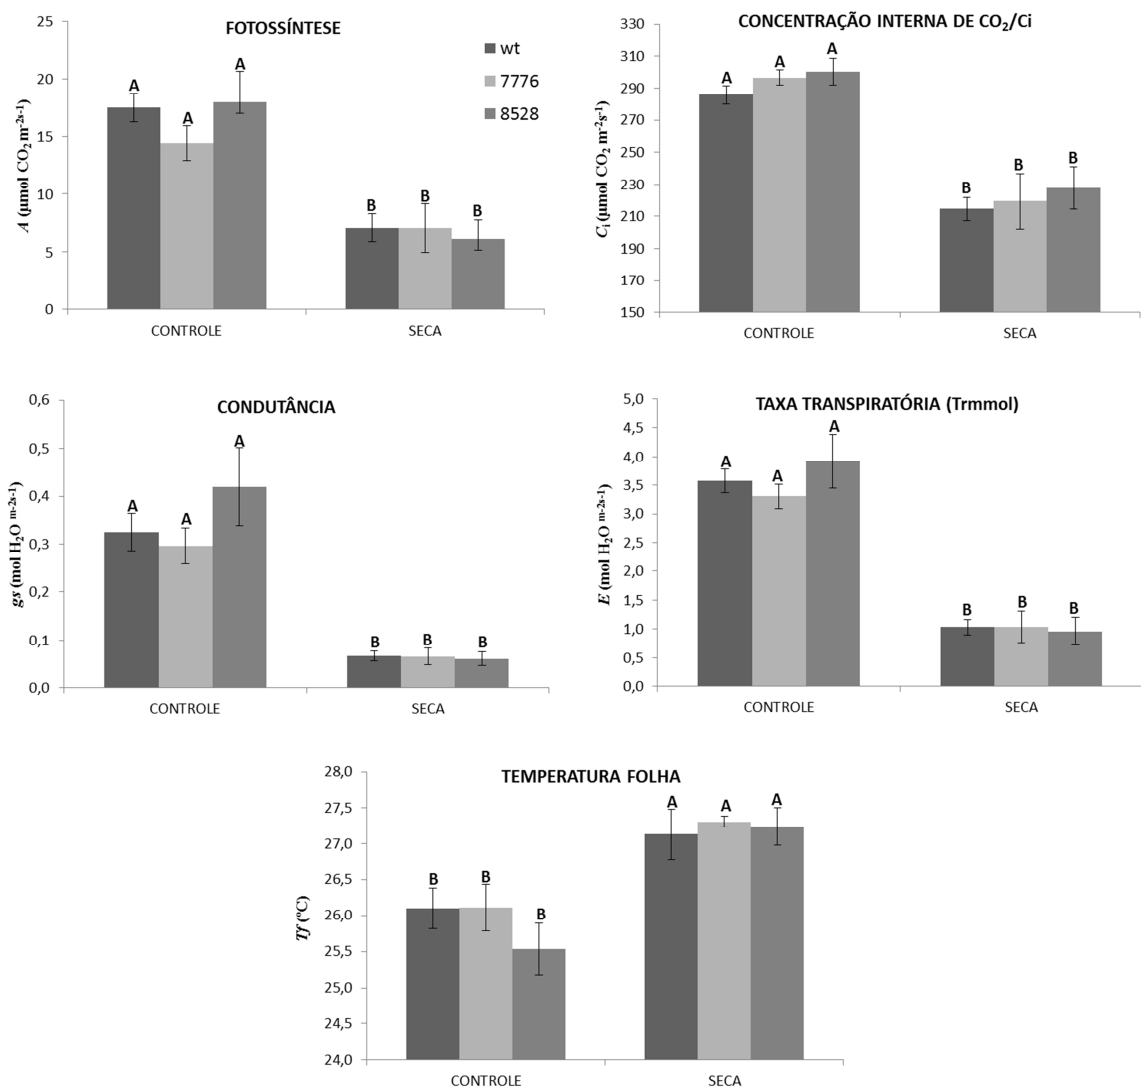 FOTOSSÍNTESE
wt
7776
8528
A (µmol CO₂ m⁻²ˢ⁻¹)
25
20
15
10
5
0
A
A
A
B
B
B
CONTROLE
SECA
CONCENTRAÇÃO INTERNA DE CO₂/Ci
Cᵢ (µmol CO₂ m⁻²s⁻¹)
330
310
290
270
250
230
210
190
170
150
A
A
A
B
B
B
CONTROLE
SECA
CONDUTÂNCIA
gs (mol H₂O ᵐ⁻²ˢ⁻¹)
0,6
0,5
0,4
0,3
0,2
0,1
0,0
A
A
A
B
B
B
CONTROLE
SECA
TAXA TRANSPIRATÓRIA (Trmmol)
E (mol H₂O ᵐ⁻²ˢ⁻¹)
5,0
4,5
4,0
3,5
3,0
2,5
2,0
1,5
1,0
0,5
0,0
A
A
A
B
B
B
CONTROLE
SECA
TEMPERATURA FOLHA
Tf (ºC)
28,0
27,5
27,0
26,5
26,0
25,5
25,0
24,5
24,0
B
B
B
A
A
A
CONTROLE
SECA